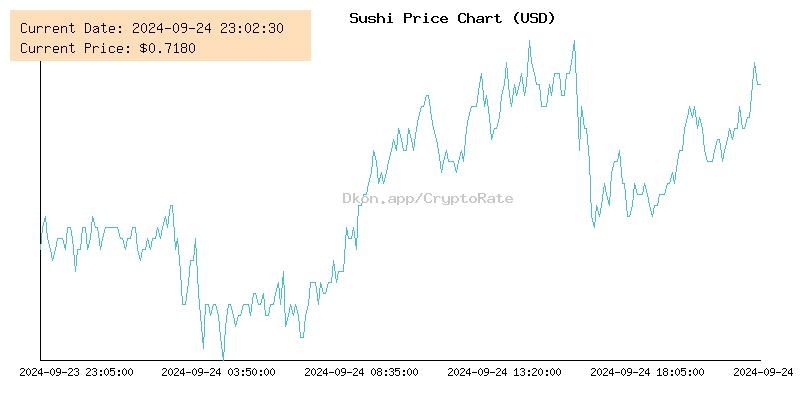 Sushi Price Chart (USD)
Current Date: 2024-09-24 23:02:30
Current Price: $0.7180
Dkon.app/CryptoRate
2024-09-23 23:05:00 2024-09-24 03:50:00 2024-09-24 08:35:00 2024-09-24 13:20:00 2024-09-24 18:05:00 2024-09-24